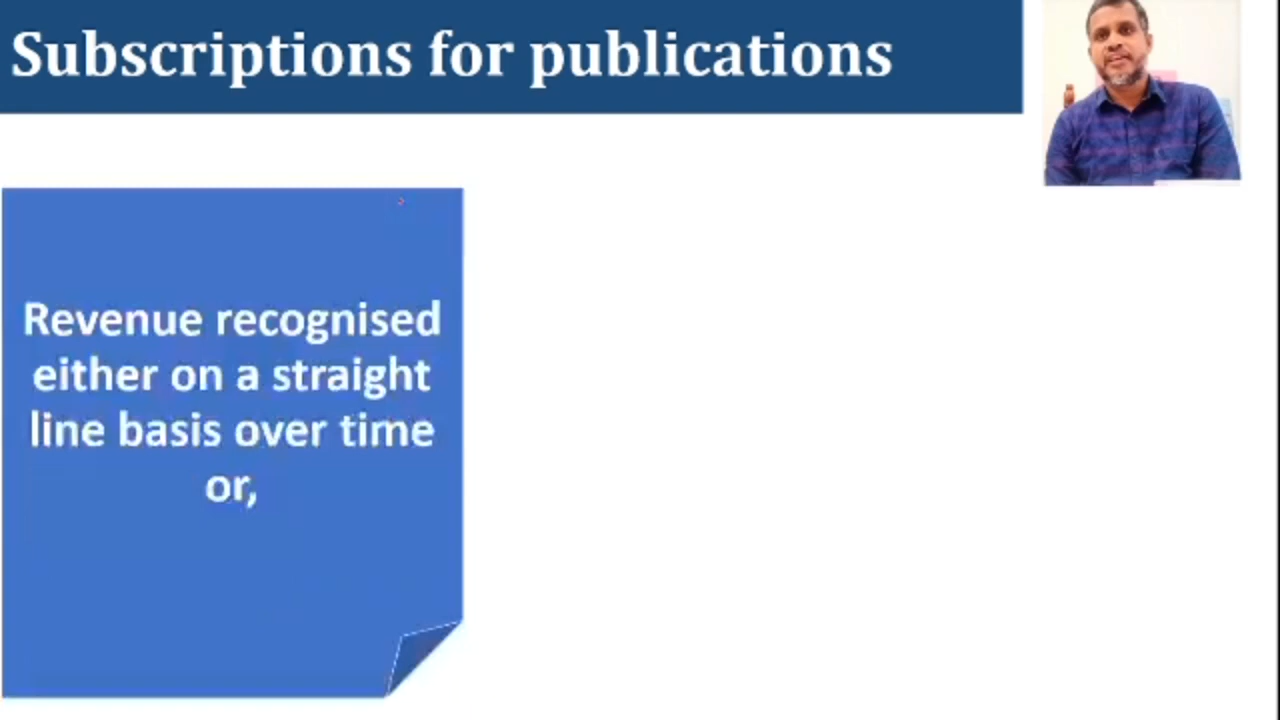 Subscriptions for publications
Revenue recognised
either on a straight
line basis over time
or,